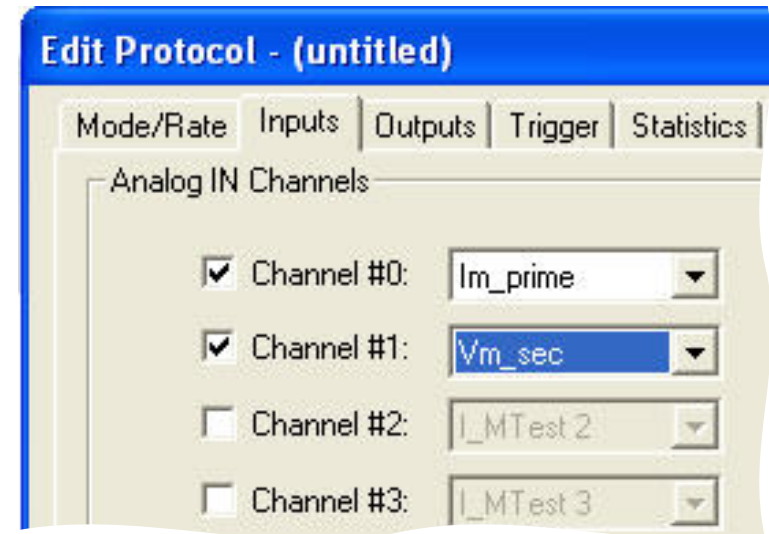 Edit Protocol - (untitled)
Mode/Rate Inputs Outputs Trigger Statistics
Analog IN Channels
Channel #0: Im_prime
Channel #1: Vm_sec
Channel #2: I_MTest 2
Channel #3: I_MTest 3